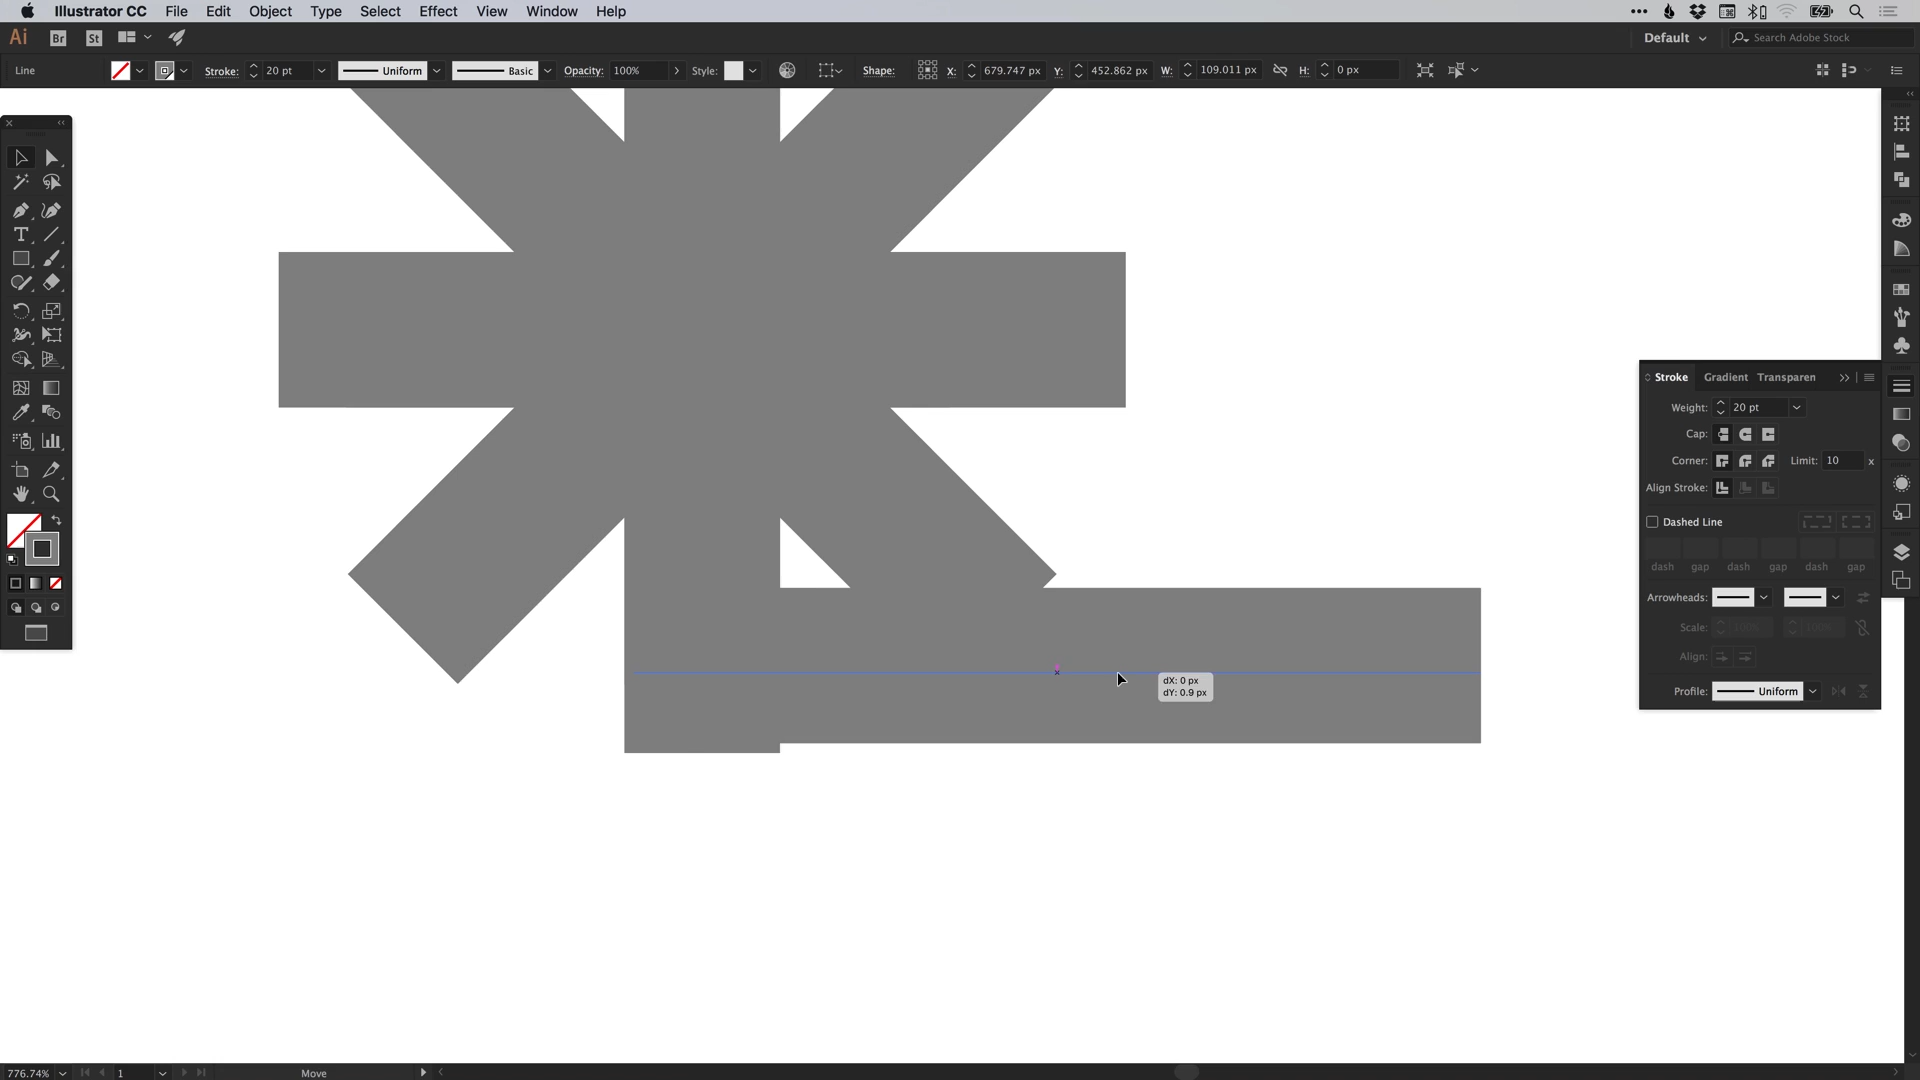 Illustrator CC File Edit Object Type Select Effect View Window Help
Ai Br St Default Search Adobe Stock
Line Stroke: 20 pt Uniform Basic Opacity: 100% Style: Shape: X: 679.747 px Y: 452.862 px W: 109.011 px H: 0 px
Stroke Gradient Transparen
Weight: 20 pt
Cap:
Corner: Limit: 10 x
Align Stroke:
Dashed Line
dash gap dash gap dash gap
Arrowheads:
Scale: 100% 100%
Align:
Profile: Uniform
dX: 0 px
dY: 0.9 px
776.74% 1 Move